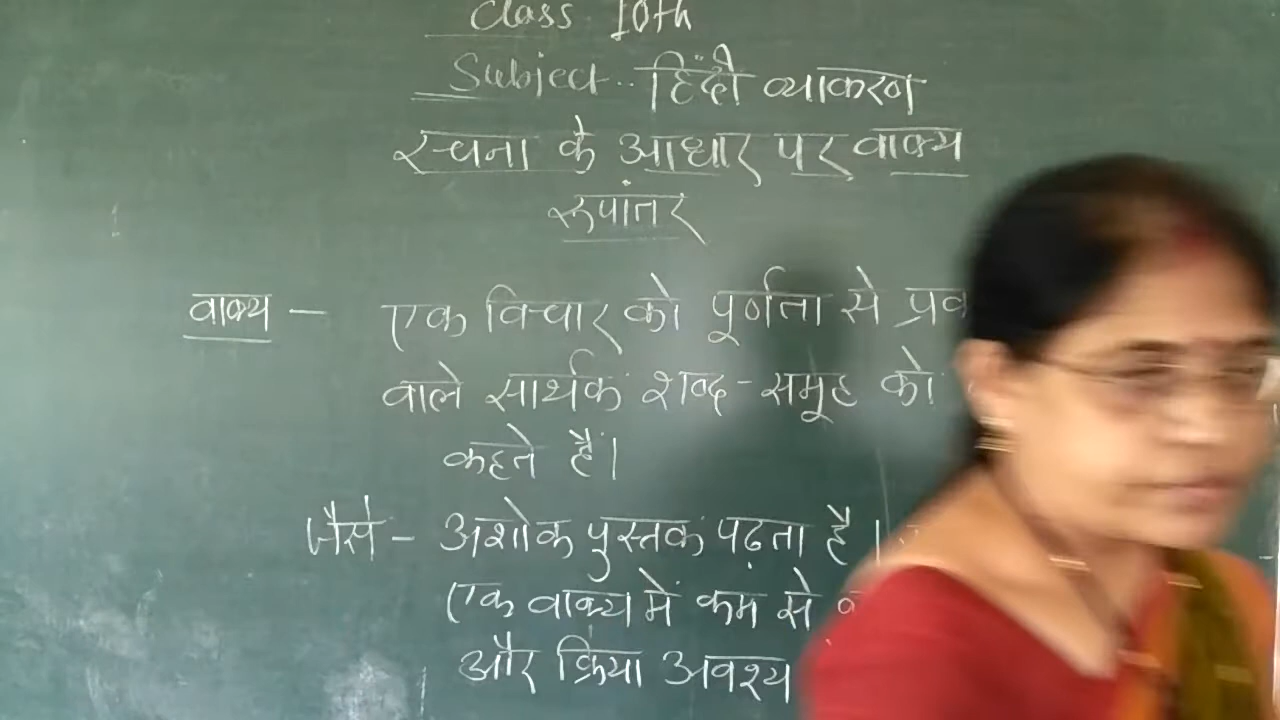 Class 10th
Subject.. हिंदी व्याकरण
रचना के आधार पर वाक्य
रूपांतर
वाक्य - एक विचार को पूर्णता से
वाले सार्थक शब्द-समूह को
कहते हैं।
जैसे - अशोक पुस्तक पढ़ता है।
(एक वाक्य में कम से
और क्रिया अवश्य